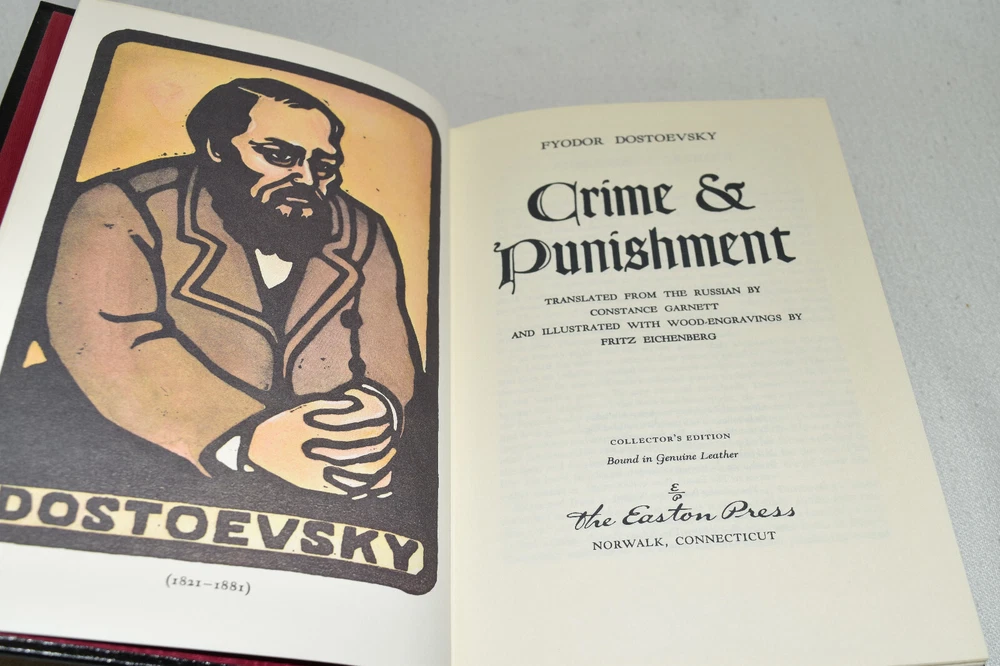 DOSTOEVSKY
(1821–1881)
FYODOR DOSTOEVSKY
Crime &
Punishment
TRANSLATED FROM THE RUSSIAN BY
CONSTANCE GARNETT
AND ILLUSTRATED WITH WOOD-ENGRAVINGS BY
FRITZ EICHENBERG
COLLECTOR'S EDITION
Bound in Genuine Leather
E
P
the Easton Press
NORWALK, CONNECTICUT